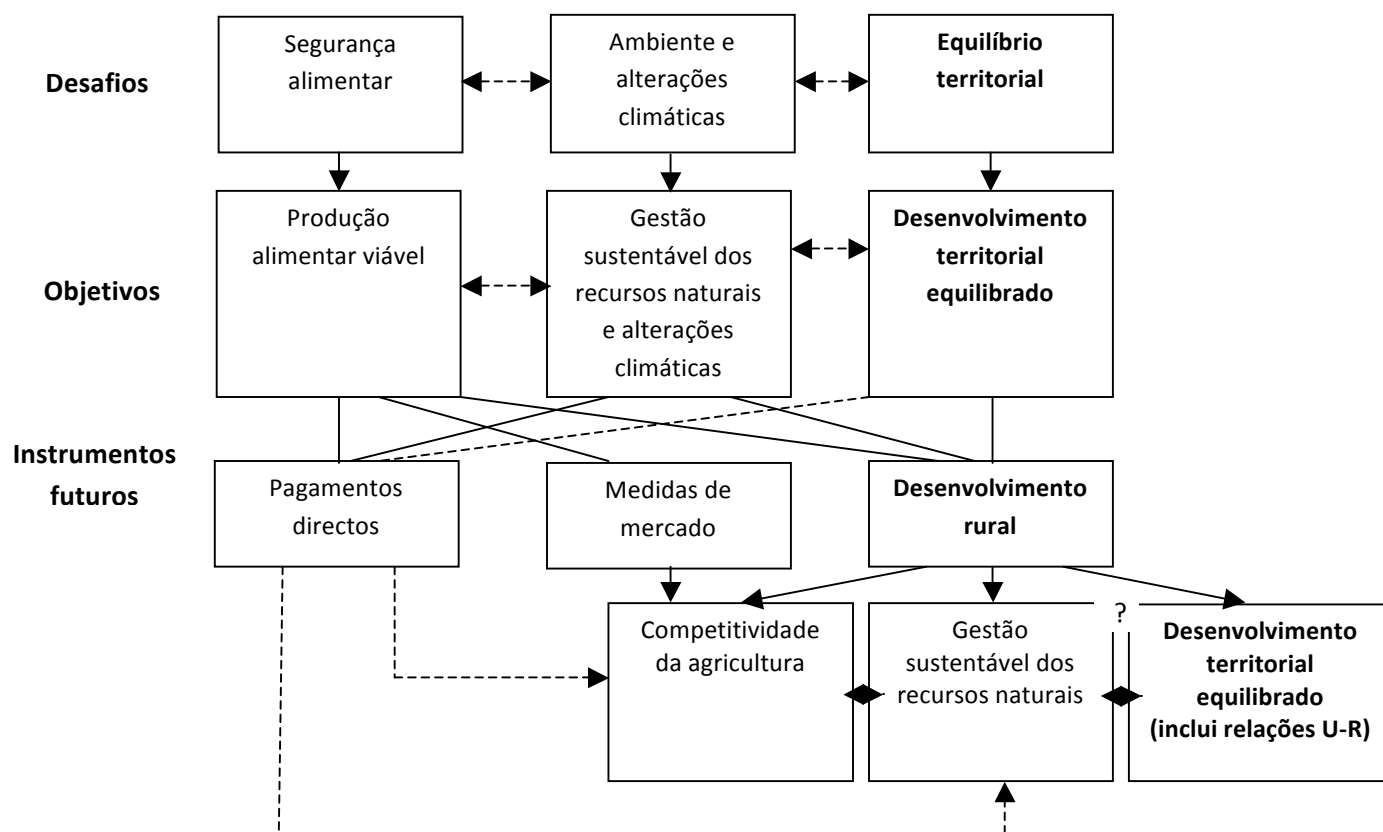 Desafios
Segurança
alimentar
Ambiente e
alterações
climáticas
Equilíbrio
territorial
Objetivos
Produção
alimentar viável
Gestão
sustentável dos
recursos naturais
e alterações
climáticas
Desenvolvimento
territorial
equilibrado
Instrumentos
futuros
Pagamentos
directos
Medidas de
mercado
Desenvolvimento
rural
Competitividade
da agricultura
Gestão
sustentável dos
recursos naturais
?
Desenvolvimento
territorial
equilibrado
(inclui relações U-R)